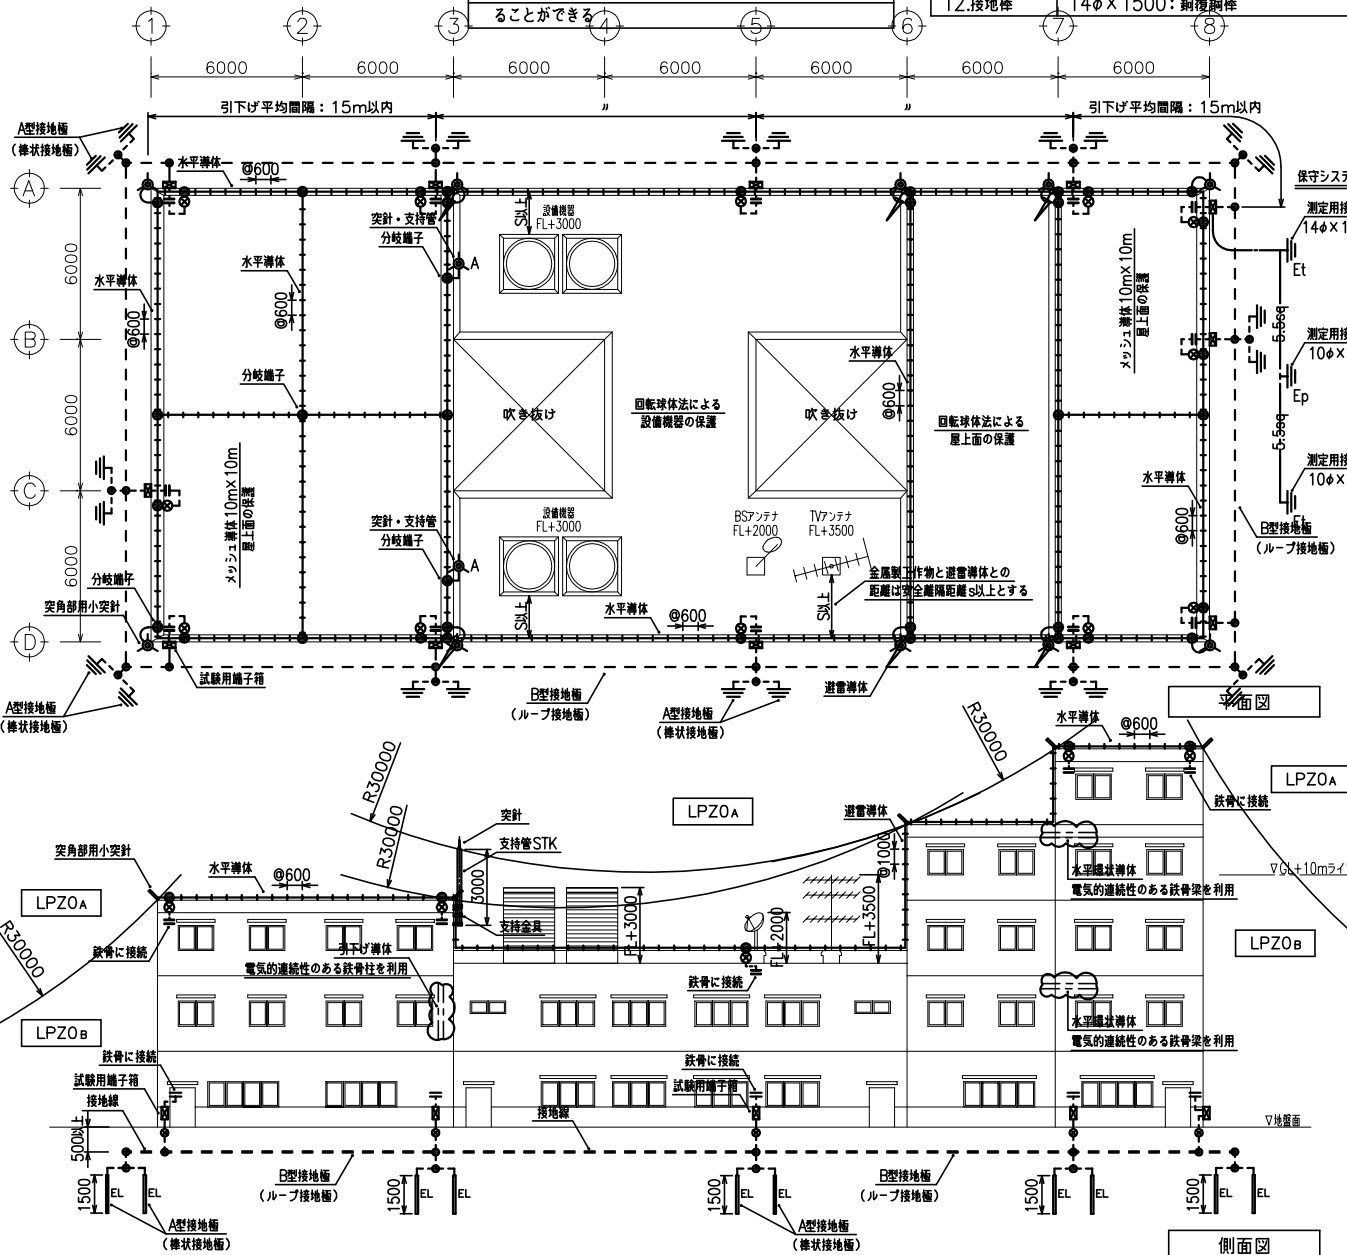 ることができる
12.接地棒
14φ×1500:銅覆鋼棒
1 2 3 4 5 6 7 8
6000 6000 6000 6000 6000 6000 6000
引下げ平均間隔:15m以内
〃
〃
引下げ平均間隔:15m以内
A型接地極
(棒状接地極)
水平導体
@600
A
B
C
D
6000
6000
6000
突針・支持管
分岐端子
A
S以上
設備機器
FL+3000
水平導体
@600
水平導体
@600
分岐端子
メッシュ導体10m×10m
屋上面の保護
吹き抜け
回転球体法による
設備機器の保護
吹き抜け
水平導体
@600
回転球体法による
屋上面の保護
メッシュ導体10m×10m
屋上面の保護
保守システ
測定用接
14φ×1
Et
5.5sq
測定用接
10φ×
Ep
5.5sq
測定用接
10φ×
Et
水平導体
@600
B型接地極
(ループ接地極)
突針・支持管
分岐端子
A
設備機器
FL+3000
S以上
BSアンテナ
FL+2000
TVアンテナ
FL+3500
S以上
金属製工作物と避雷導体との
距離は安全離隔距離s以上とする
水平導体
@600
分岐端子
突角部用小突針
試験用端子箱
A型接地極
(棒状接地極)
B型接地極
(ループ接地極)
A型接地極
(棒状接地極)
避雷導体
平面図
R30000
R30000
R30000
R30000
LPZ0A
LPZ0A
LPZ0A
LPZ0B
LPZ0B
水平導体
@600
鉄骨に接続
突針
支持管STK
3000
支持金具
避雷導体
@1000
突角部用小突針
水平導体
@600
鉄骨に接続
引下げ導体
電気的連続性のある鉄骨柱を利用
FL+3000
FL+2000
FL+3500
鉄骨に接続
水平環状導体
電気的連続性のある鉄骨梁を利用
▽GL+10mライ
水平環状導体
電気的連続性のある鉄骨梁を利用
鉄骨に接続
試験用端子箱
接地線
500以上
鉄骨に接続
試験用端子箱
接地線
▽地盤面
1500 EL EL
A型接地極
(棒状接地極)
B型接地極
(ループ接地極)
1500 EL
1500 EL EL
A型接地極
(棒状接地極)
B型接地極
(ループ接地極)
1500 EL
1500 EL
側面図